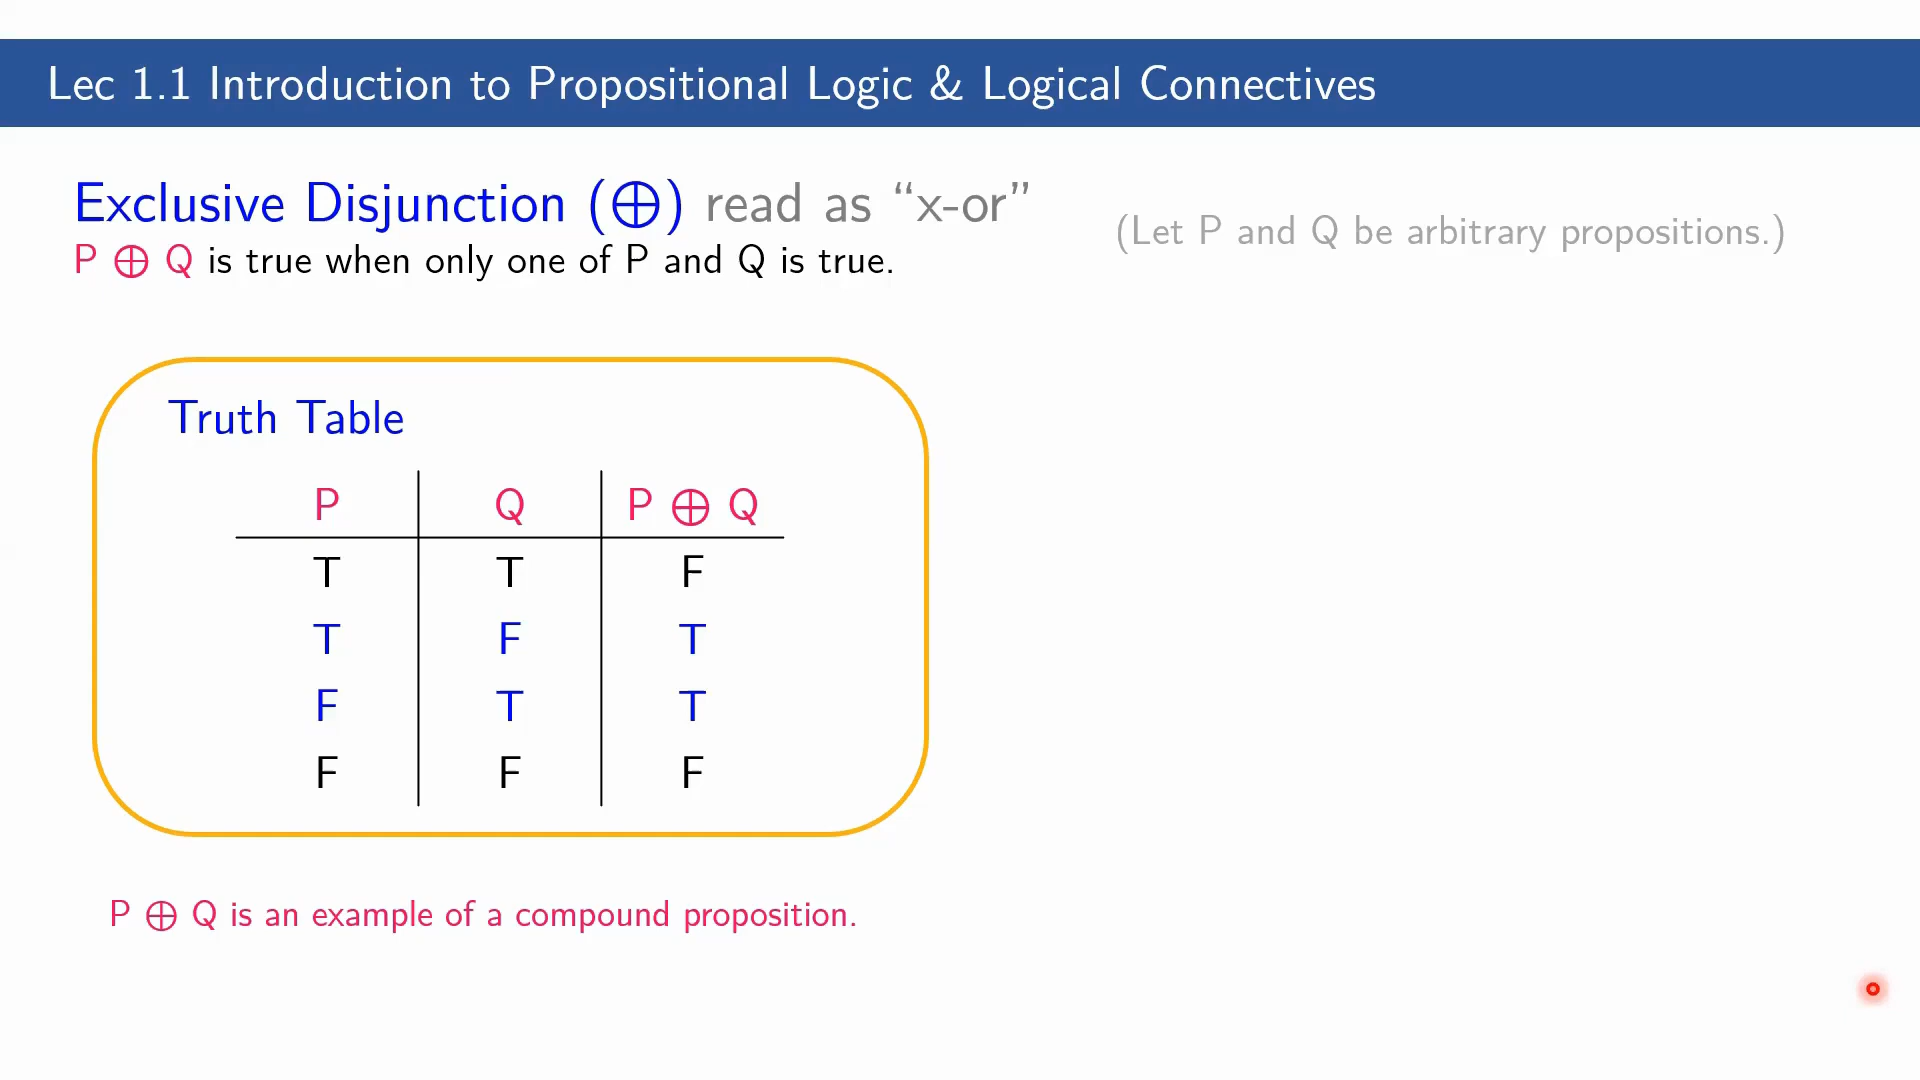 Lec 1.1 Introduction to Propositional Logic & Logical Connectives
Exclusive Disjunction (⊕) read as “x-or”
(Let P and Q be arbitrary propositions.)
P ⊕ Q is true when only one of P and Q is true.
Truth Table
P Q P ⊕ Q
T T F
T F T
F T T
F F F
P ⊕ Q is an example of a compound proposition.